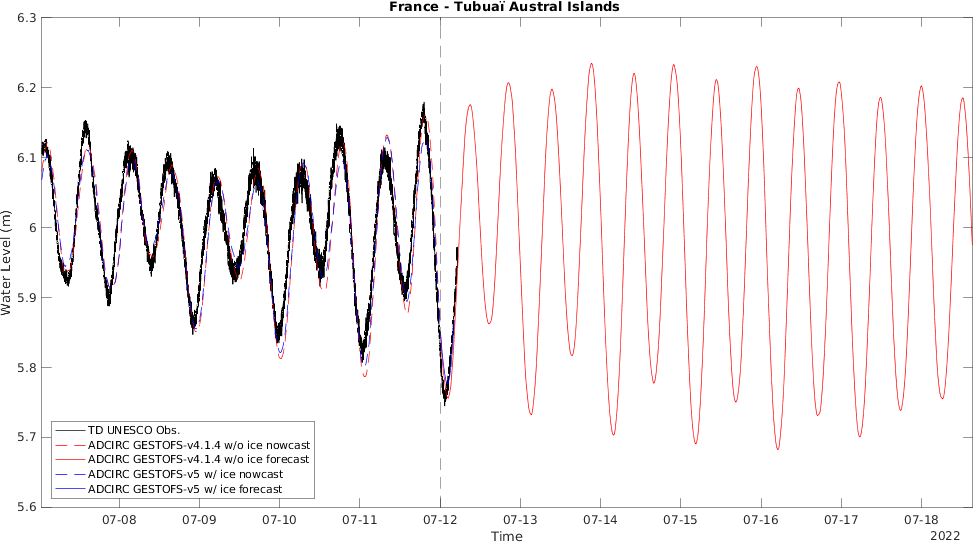 France - Tubuaï Austral Islands
6.3
6.2
6.1
6
5.9
5.8
5.7
5.6
Water Level (m)
TD UNESCO Obs.
ADCIRC GESTOFS-v4.1.4 w/o ice nowcast
ADCIRC GESTOFS-v4.1.4 w/o ice forecast
ADCIRC GESTOFS-v5 w/ ice nowcast
ADCIRC GESTOFS-v5 w/ ice forecast
07-08 07-09 07-10 07-11 07-12 07-13 07-14 07-15 07-16 07-17 07-18
Time
2022